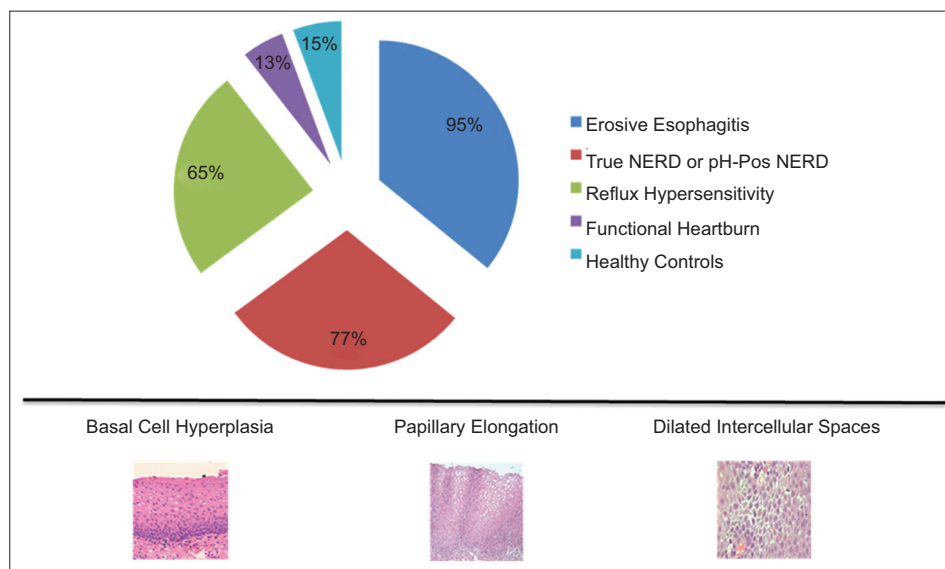 15%
13%
95%
65%
77%
Erosive Esophagitis
True NERD or pH-Pos NERD
Reflux Hypersensitivity
Functional Heartburn
Healthy Controls
Basal Cell Hyperplasia
Papillary Elongation
Dilated Intercellular Spaces